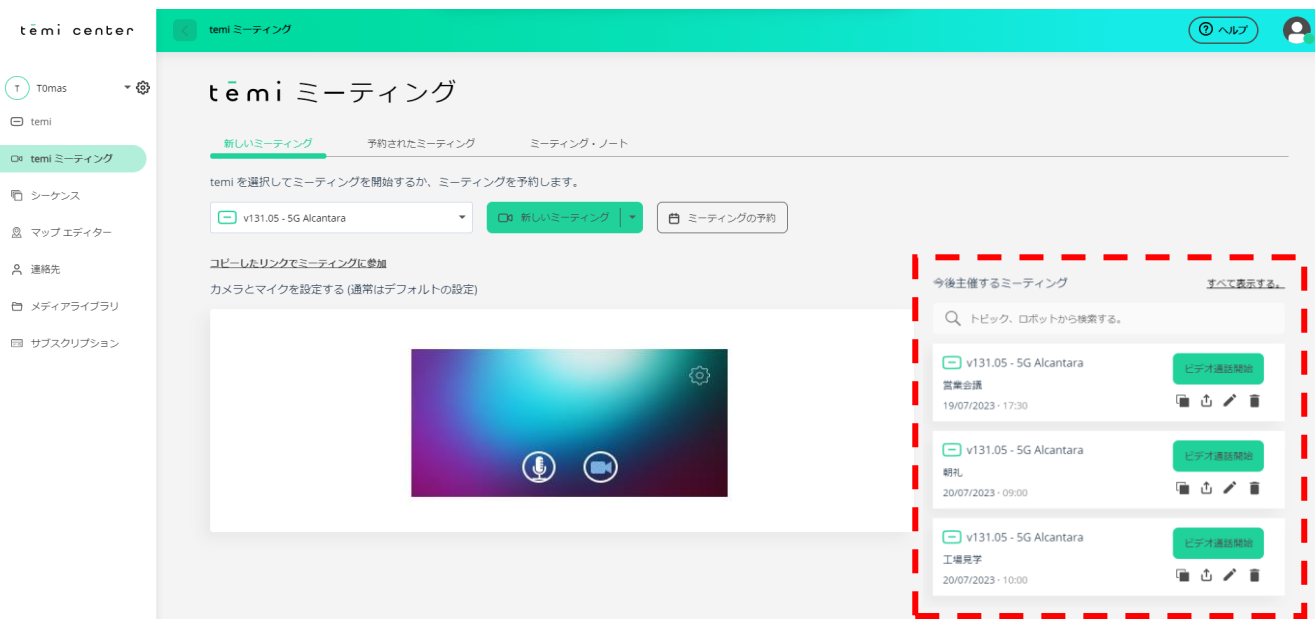 tēmi center
temi ミーティング
ヘルプ
T T0mas
temi
temi ミーティング
シーケンス
マップ エディター
連絡先
メディアライブラリ
サブスクリプション
tēmi ミーティング
新しいミーティング 予約されたミーティング ミーティング・ノート
temi を選択してミーティングを開始するか、ミーティングを予約します。
v131.05 - 5G Alcantara 新しいミーティング ミーティングの予約
コピーしたリンクでミーティングに参加
カメラとマイクを設定する (通常はデフォルトの設定)
今後主催するミーティング すべて表示する。
トピック、ロボットから検索する。
v131.05 - 5G Alcantara
ビデオ通話開始
営業会議
19/07/2023 - 17:30
v131.05 - 5G Alcantara
ビデオ通話開始
朝礼
20/07/2023 - 09:00
v131.05 - 5G Alcantara
ビデオ通話開始
工場見学
20/07/2023 - 10:00